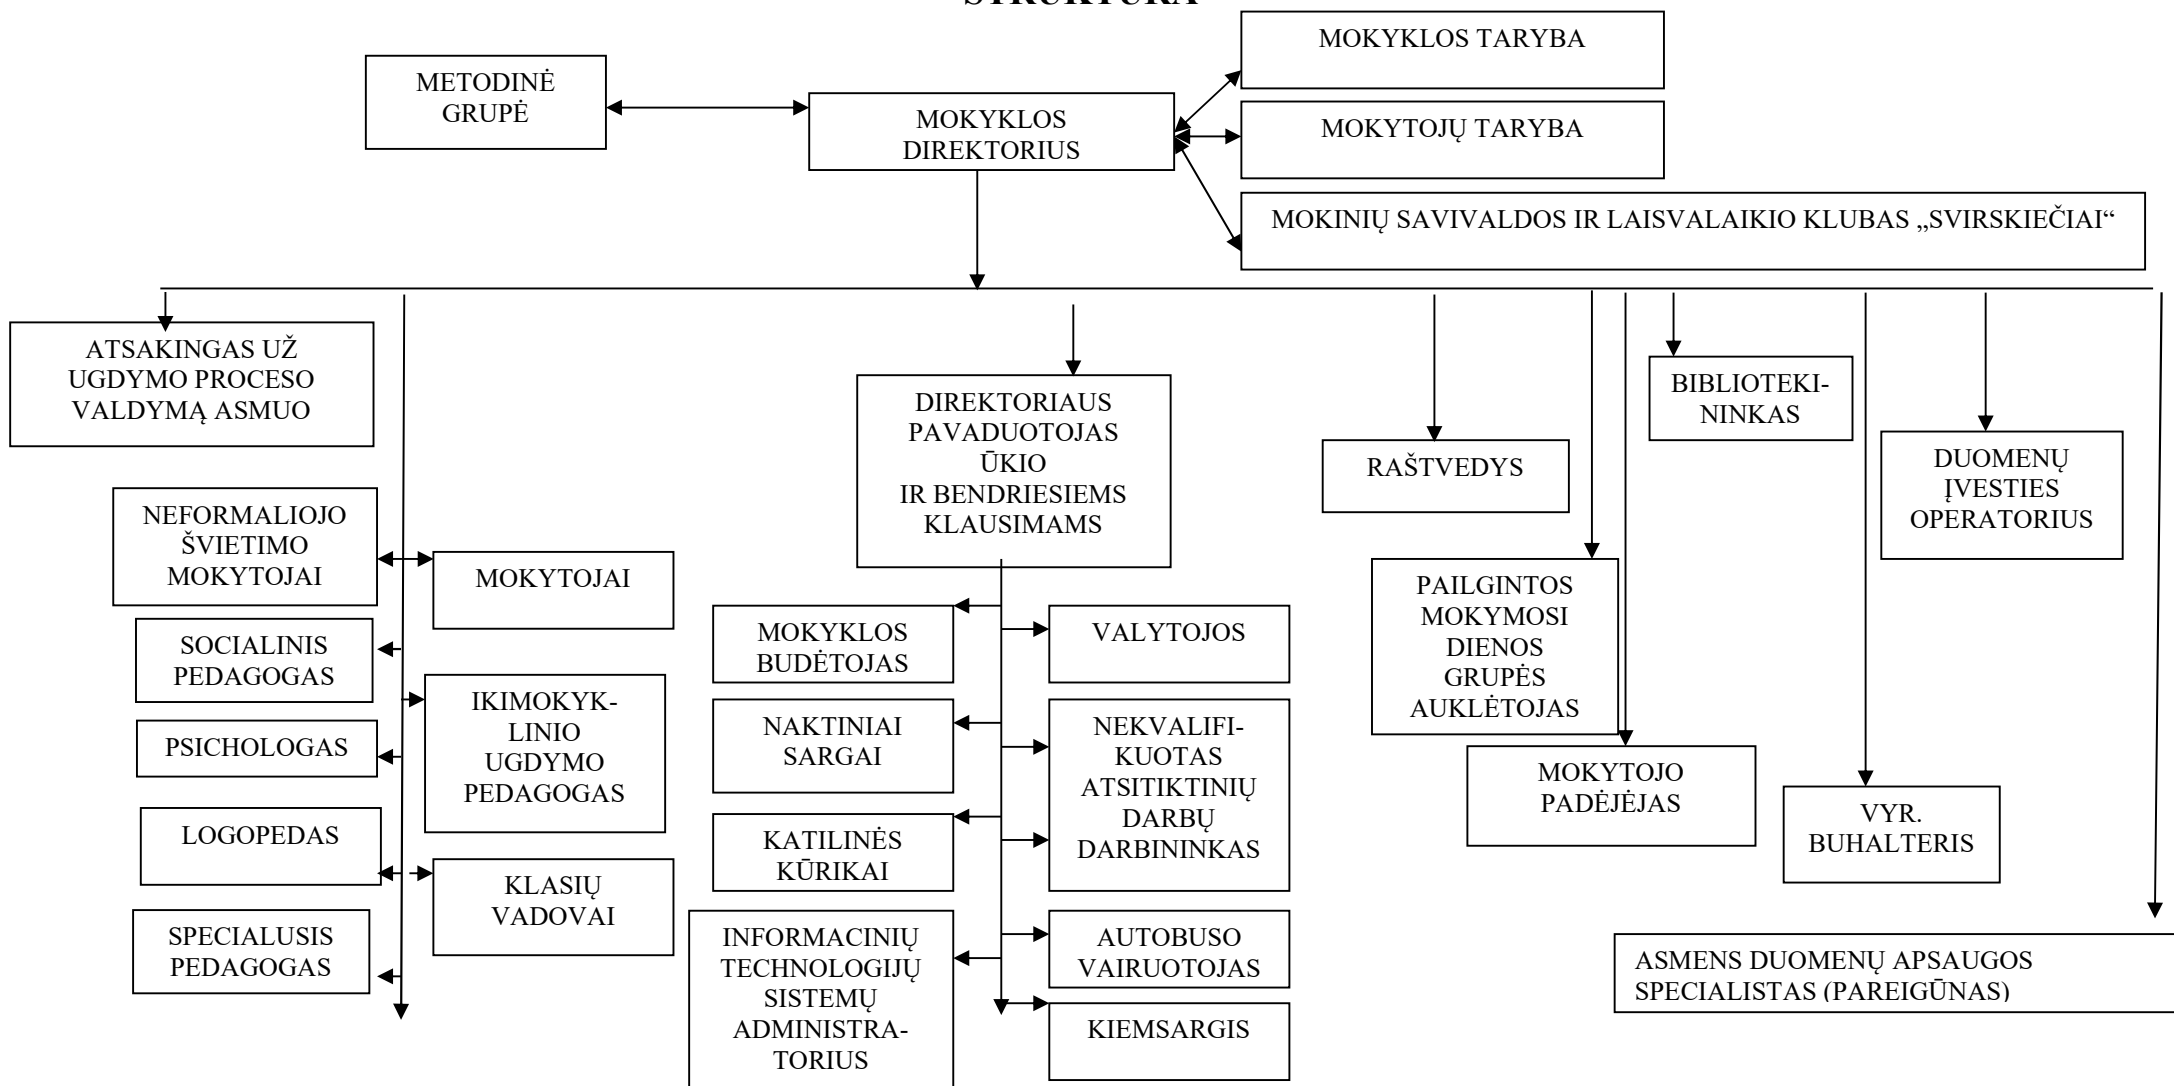 STRUKTŪRA
METODINĖ
GRUPĖ
MOKYKLOS
DIREKTORIUS
MOKYKLOS TARYBA
MOKYTOJŲ TARYBA
MOKINIŲ SAVIVALDOS IR LAISVALAIKIO KLUBAS „SVIRSKIEČIAI“
ATSAKINGAS UŽ
UGDYMO PROCESO
VALDYMĄ ASMUO
NEFORMALIOJO
ŠVIETIMO
MOKYTOJAI
MOKYTOJAI
SOCIALINIS
PEDAGOGAS
IKIMOKYK-
LINIO
UGDYMO
PEDAGOGAS
PSICHOLOGAS
LOGOPEDAS
KLASIŲ
VADOVAI
SPECIALUSIS
PEDAGOGAS
DIREKTORIAUS
PAVADUOTOJAS
ŪKIO
IR BENDRIESIEMS
KLAUSIMAMS
MOKYKLOS
BUDĖTOJAS
VALYTOJOS
NAKTINIAI
SARGAI
NEKVALIFI-
KUOTAS
ATSITIKTINIŲ
DARBŲ
DARBININKAS
KATILINĖS
KŪRIKAI
INFORMACINIŲ
TECHNOLOGIJŲ
SISTEMŲ
ADMINISTRA-
TORIUS
AUTOBUSO
VAIRUOTOJAS
KIEMSARGIS
RAŠTVEDYS
PAILGINTOS
MOKYMOSI
DIENOS
GRUPĖS
AUKLĖTOJAS
MOKYTOJO
PADĖJĖJAS
BIBLIOTEKI-
NINKAS
VYR.
BUHALTERIS
DUOMENŲ
ĮVESTIES
OPERATORIUS
ASMENS DUOMENŲ APSAUGOS
SPECIALISTAS (PAREIGŪNAS)